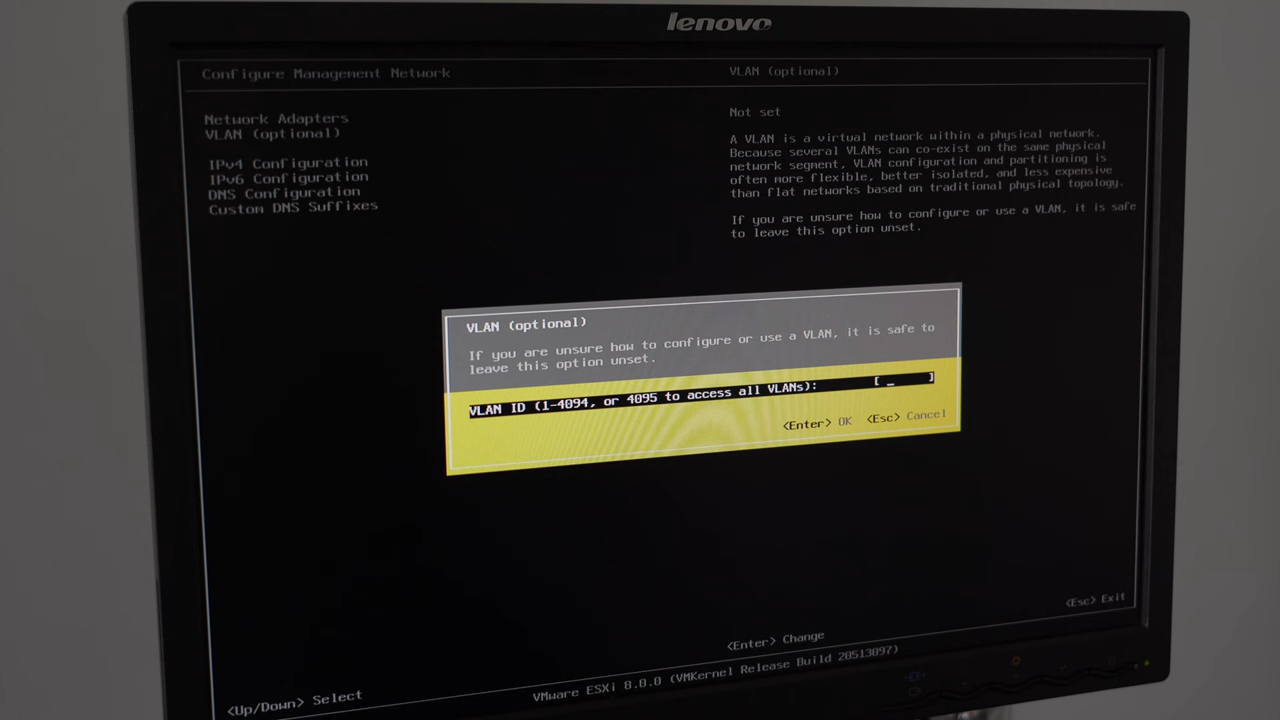 lenovo
Configure Management Network
VLAN (optional)
Network Adapters
VLAN (optional)
IPv4 Configuration
IPv6 Configuration
DNS Configuration
Custom DNS Suffixes
Not set
A VLAN is a virtual network within a physical network.
Because several VLANs can co-exist on the same physical
network segment, VLAN configuration and partitioning is
often more flexible, better isolated, and less expensive
than flat networks based on traditional physical topology.
If you are unsure how to configure or use a VLAN, it is safe
to leave this option unset.
VLAN (optional)
If you are unsure how to configure or use a VLAN, it is safe to
leave this option unset.
VLAN ID (1-4094, or 4095 to access all VLANs): [ _ ]
<Enter> OK <Esc> Cancel
<Up/Down> Select
<Enter> Change
<Esc> Exit
VMware ESXi 8.0.0 (VMKernel Release Build 20513097)